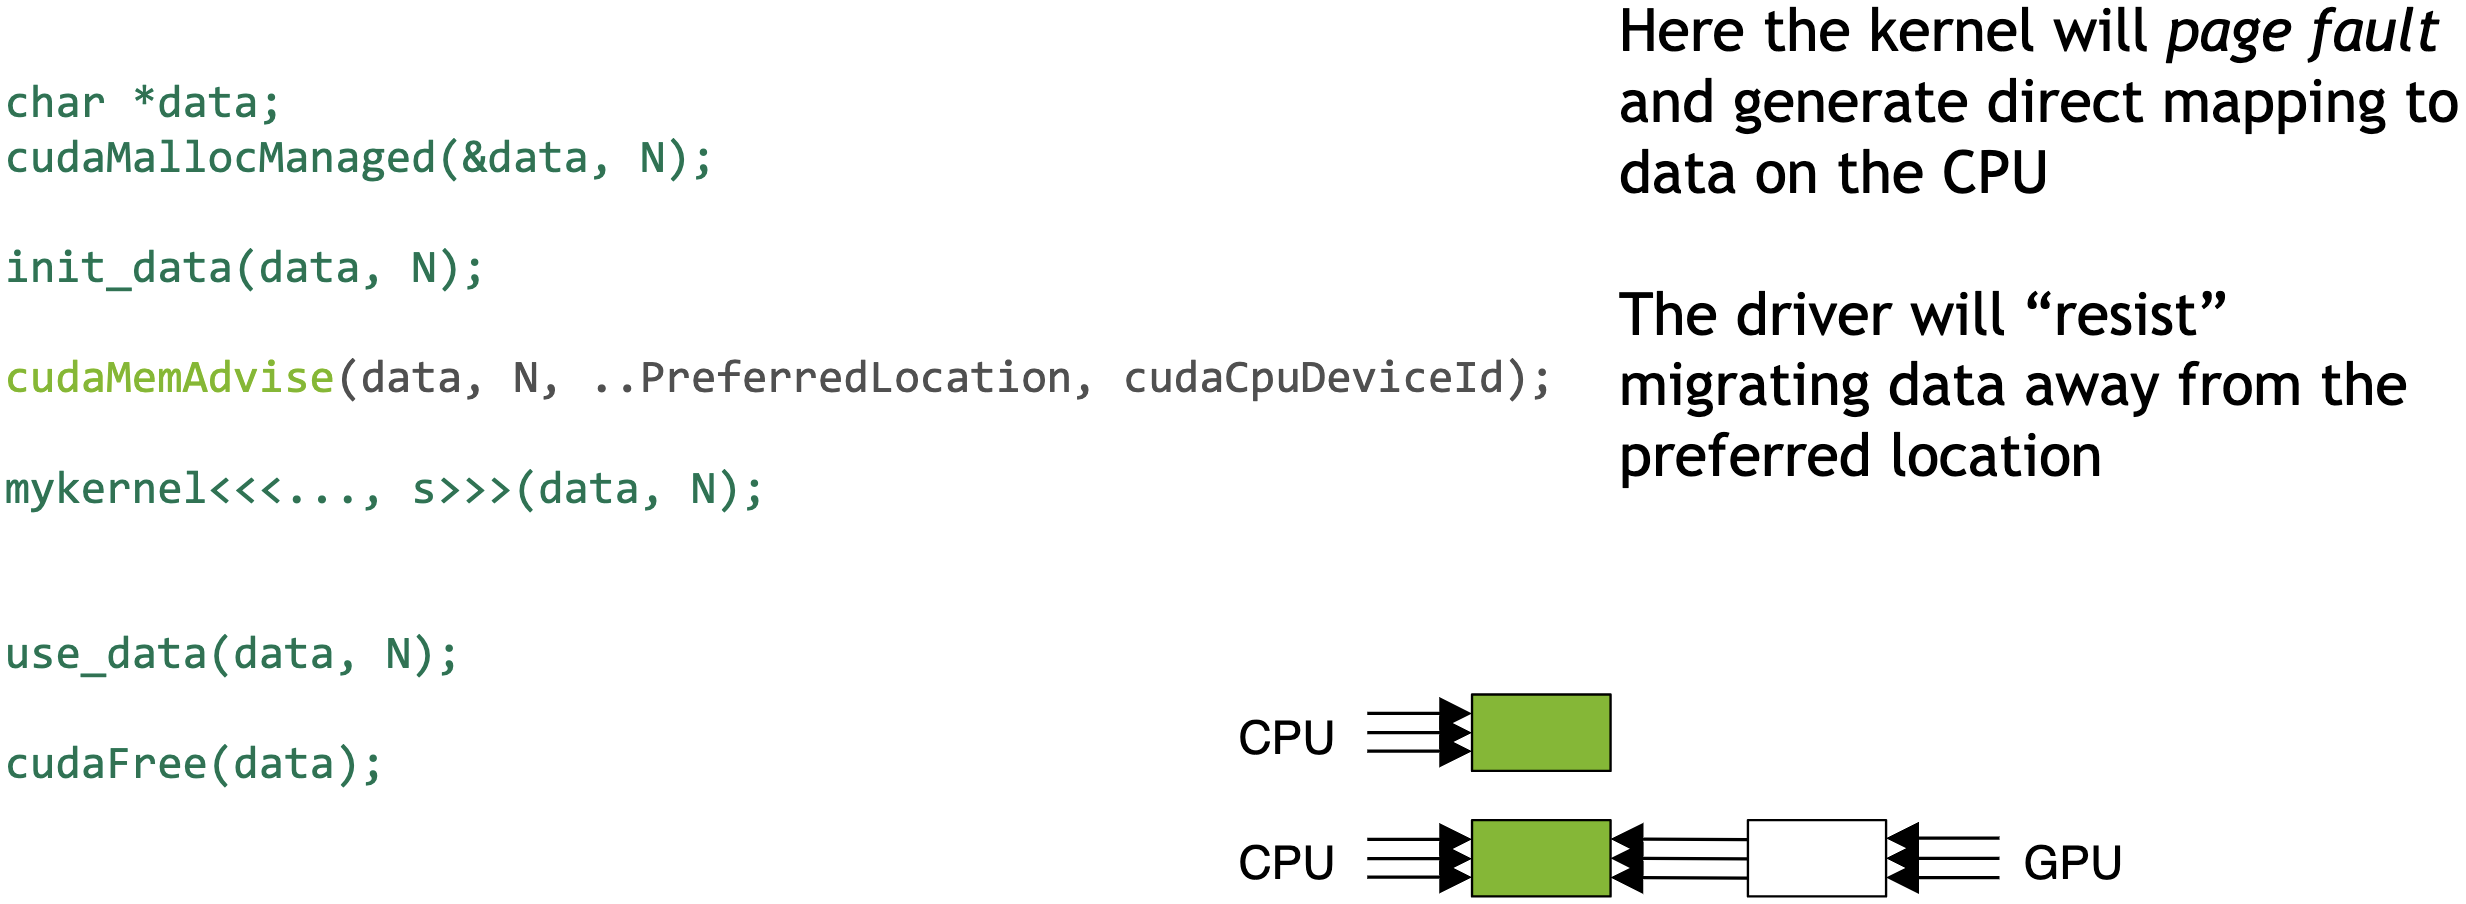 char *data;
cudaMallocManaged(&data, N);
init_data(data, N);
cudaMemAdvise(data, N, ..PreferredLocation, cudaCpuDeviceId);
mykernel<<<..., s>>>(data, N);
use_data(data, N);
cudaFree(data);
Here the kernel will page fault
and generate direct mapping to
data on the CPU
The driver will “resist”
migrating data away from the
preferred location
CPU
CPU
GPU